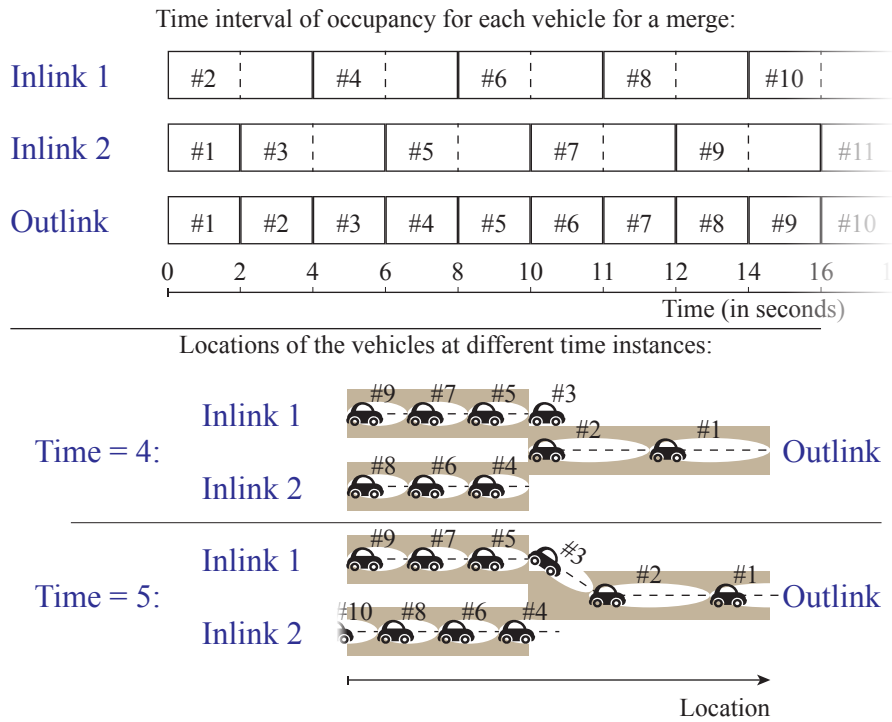 Time interval of occupancy for each vehicle for a merge:
Inlink 1 #2 #4 #6 #8 #10
Inlink 2 #1 #3 #5 #7 #9 #11
Outlink #1 #2 #3 #4 #5 #6 #7 #8 #9 #10
0 2 4 6 8 10 11 12 14 16 1
Time (in seconds)
Locations of the vehicles at different time instances:
#9 #7 #5 #3
Inlink 1
#2 #1
Time = 4: Outlink
#8 #6 #4
Inlink 2
#9 #7 #5 #3
Inlink 1
#2 #1
Time = 5: Outlink
#10 #8 #6 #4
Inlink 2
Location